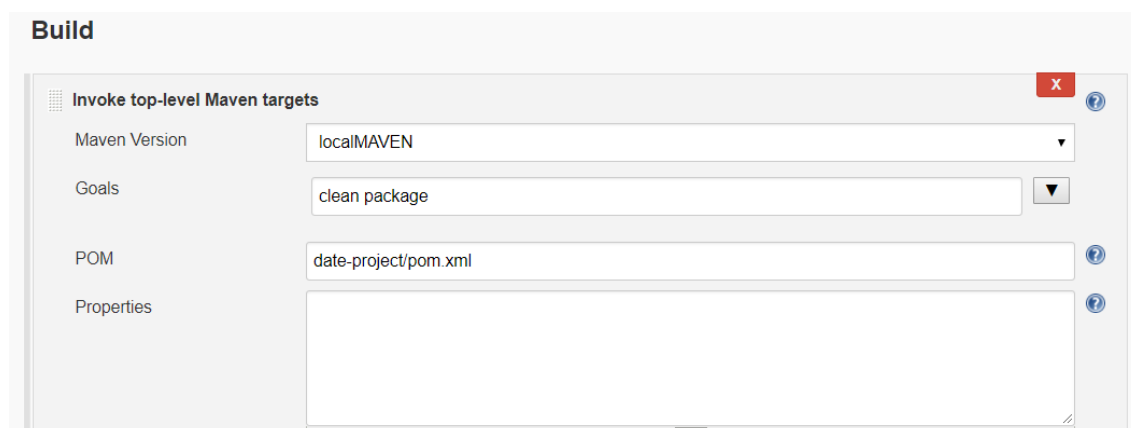 Build
Invoke top-level Maven targets
X
Maven Version
localMAVEN
Goals
clean package
POM
date-project/pom.xml
Properties